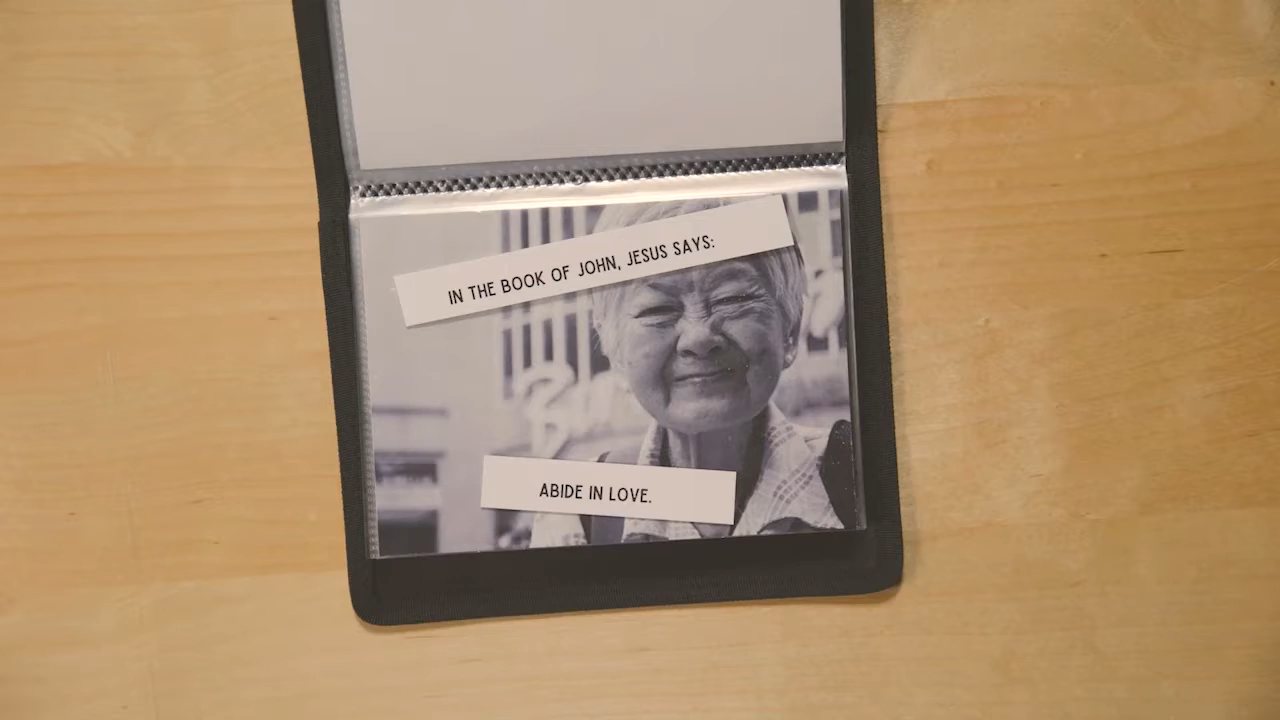 IN THE BOOK OF JOHN, JESUS SAYS:
ABIDE IN LOVE.